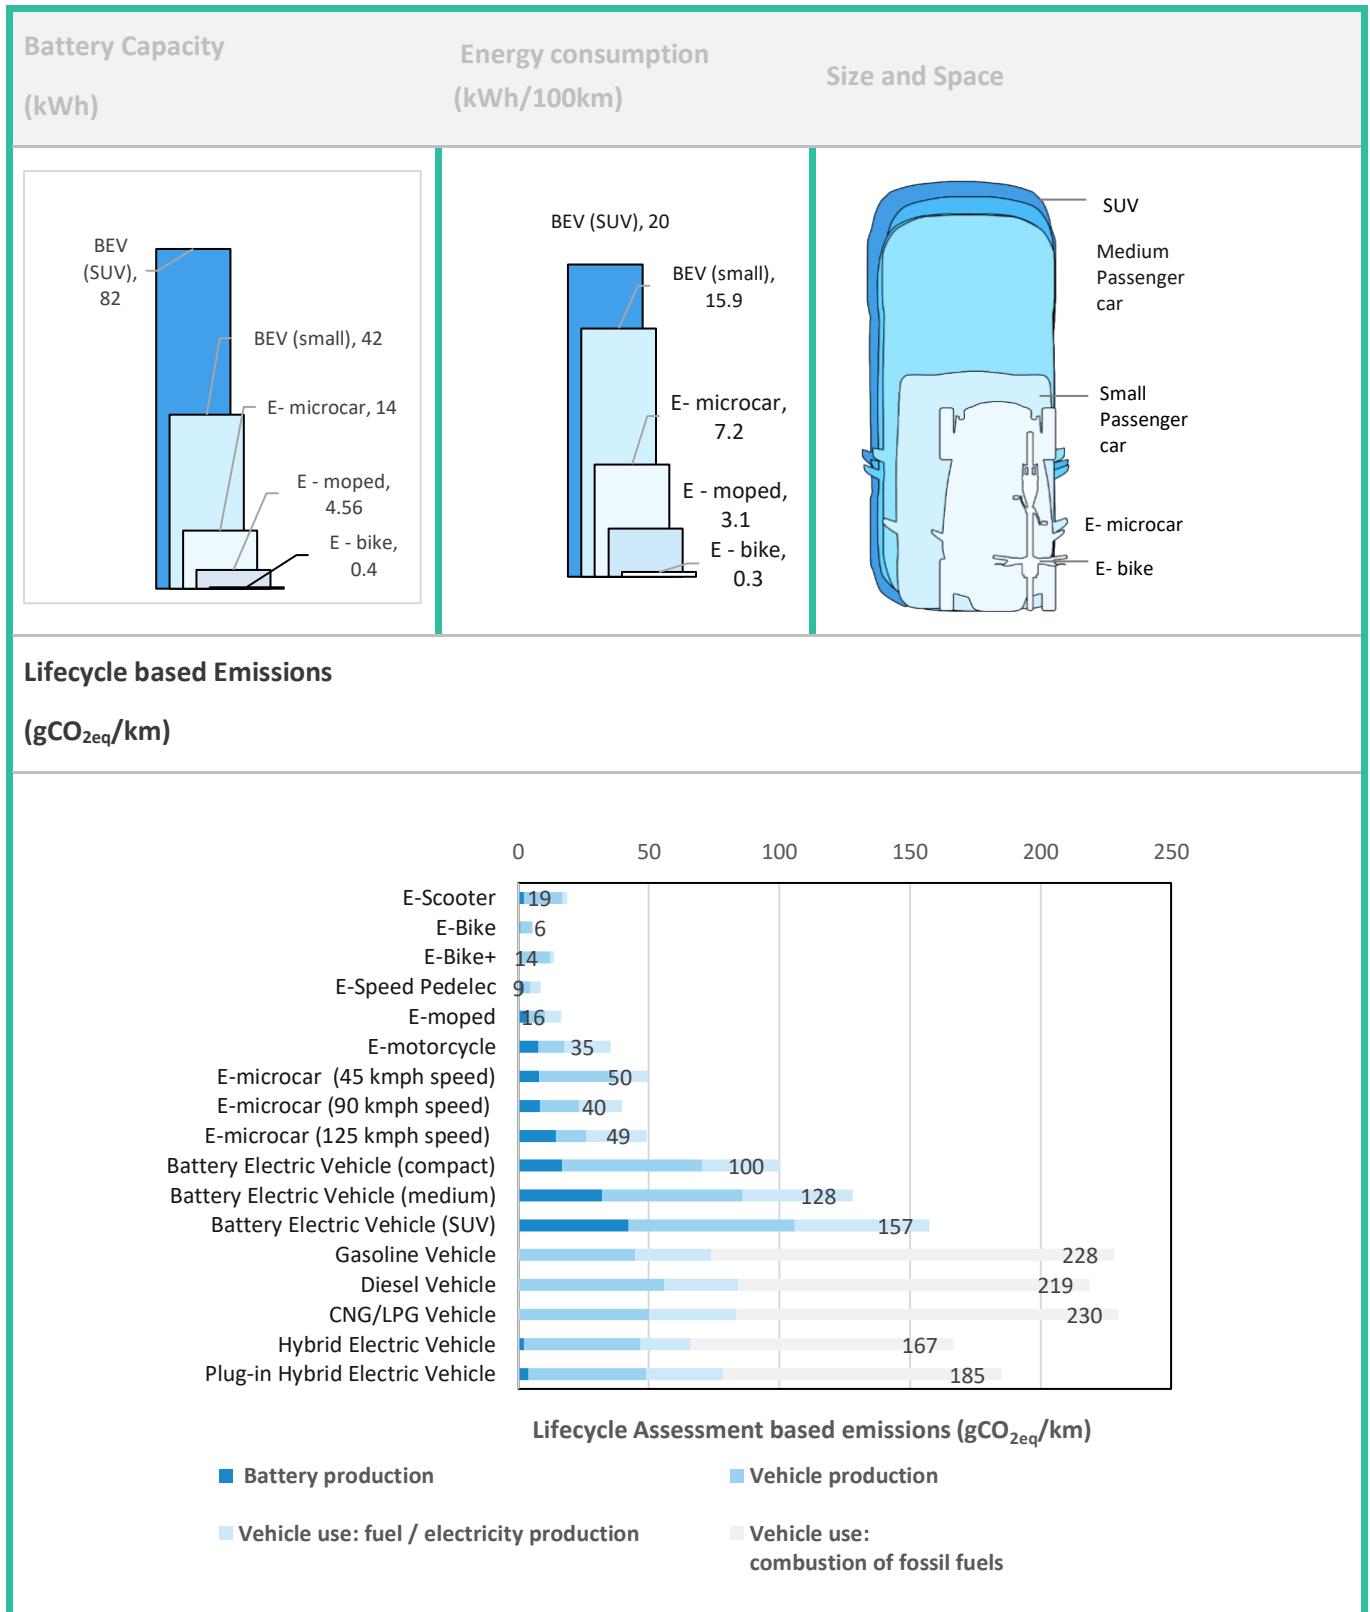 Battery Capacity
(kWh)
Energy consumption
(kWh/100km)
Size and Space
BEV
(SUV),
82
BEV (small), 42
E- microcar, 14
E - moped,
4.56
E - bike,
0.4
BEV (SUV), 20
BEV (small),
15.9
E- microcar,
7.2
E - moped,
3.1
E - bike,
0.3
SUV
Medium
Passenger
car
Small
Passenger
car
E- microcar
E- bike
Lifecycle based Emissions
(gCO2eq/km)
0 50 100 150 200 250
E-Scooter 19
E-Bike 6
E-Bike+ 14
E-Speed Pedelec 9
E-moped 16
E-motorcycle 35
E-microcar (45 kmph speed) 50
E-microcar (90 kmph speed) 40
E-microcar (125 kmph speed) 49
Battery Electric Vehicle (compact) 100
Battery Electric Vehicle (medium) 128
Battery Electric Vehicle (SUV) 157
Gasoline Vehicle 228
Diesel Vehicle 219
CNG/LPG Vehicle 230
Hybrid Electric Vehicle 167
Plug-in Hybrid Electric Vehicle 185
Lifecycle Assessment based emissions (gCO2eq/km)
Battery production
Vehicle production
Vehicle use: fuel / electricity production
Vehicle use:
combustion of fossil fuels